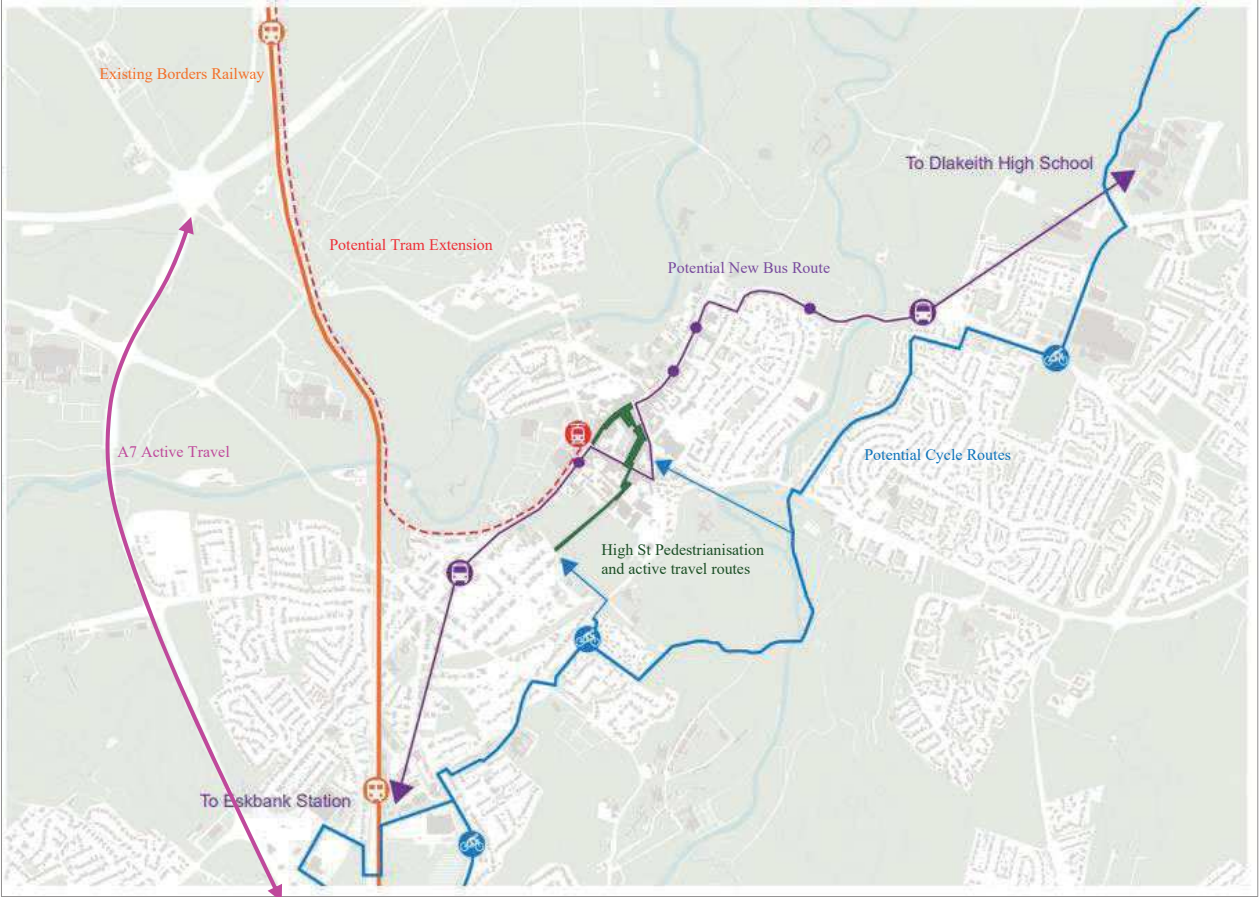 Existing Borders Railway
To Dlakeith High School
Potential Tram Extension
Potential New Bus Route
A7 Active Travel
Potential Cycle Routes
High St Pedestrianisation
and active travel routes
To Eskbank Station